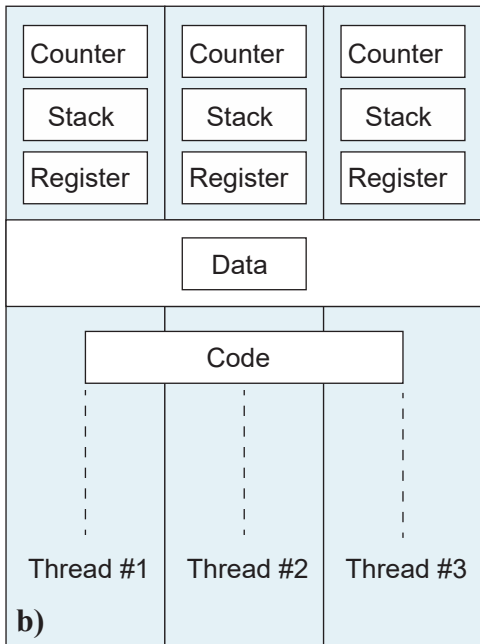 Counter Counter Counter
Stack Stack Stack
Register Register Register
Data
Code
Thread #1 Thread #2 Thread #3
b)